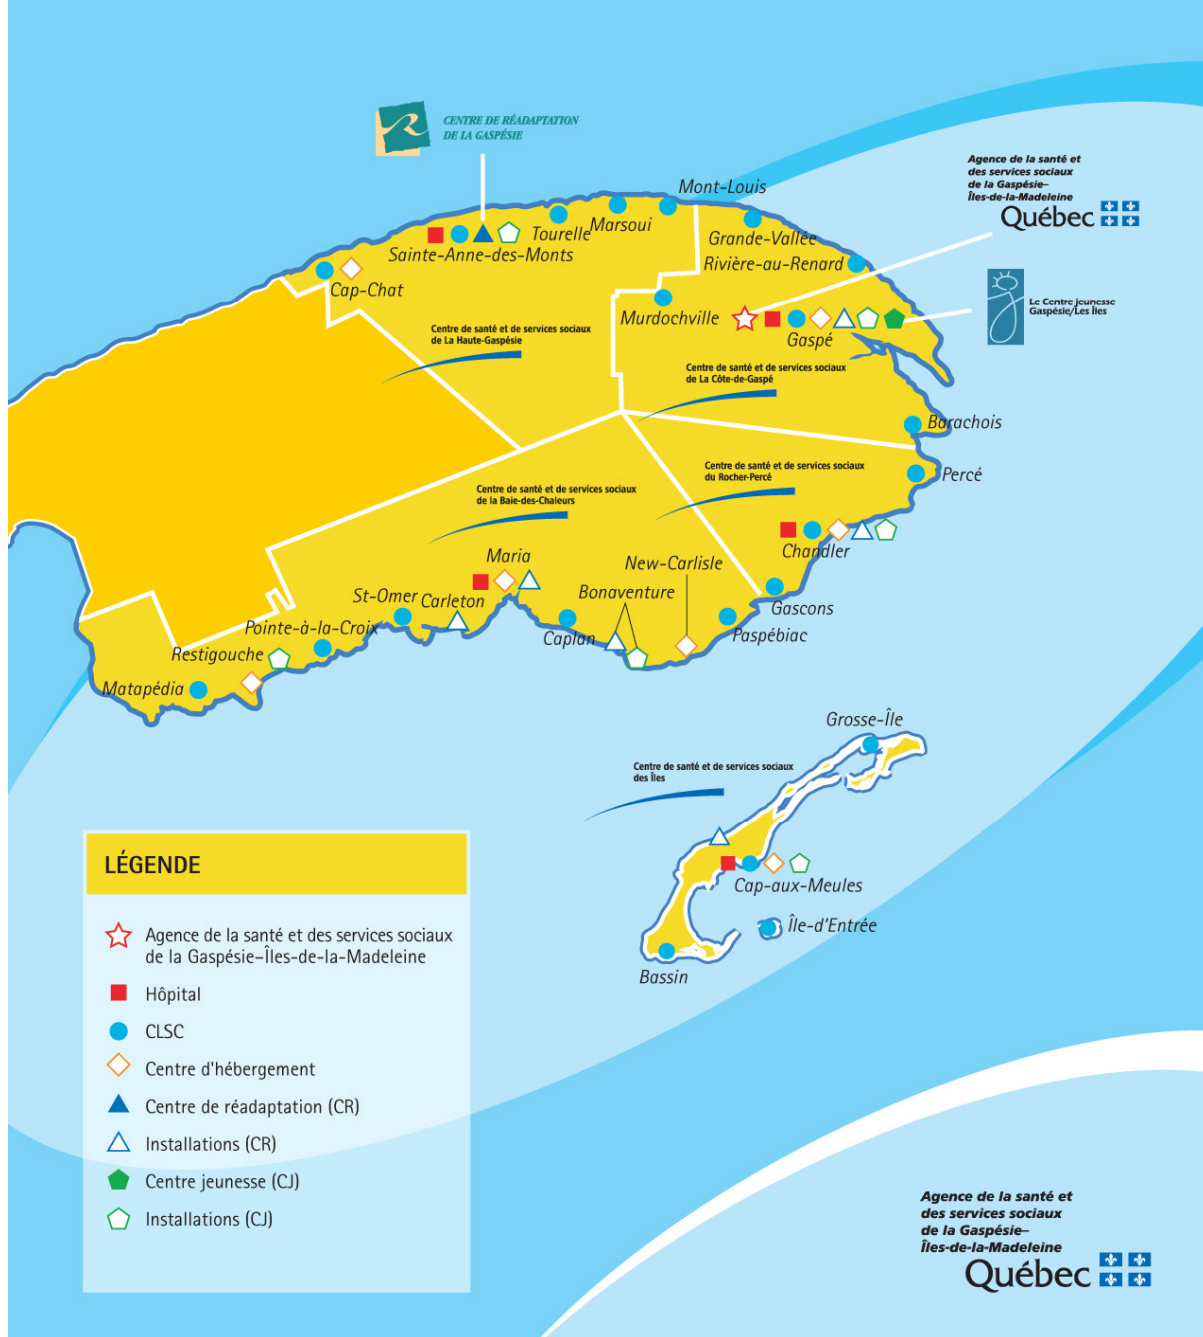 CENTRE DE RÉADAPTATION
DE LA GASPÉSIE
Agence de la santé et
des services sociaux
de la Gaspésie–
Îles-de-la-Madeleine
Québec
Mont-Louis
Marsoui
Tourelle
Grande-Vallée
Sainte-Anne-des-Monts
Rivière-au-Renard
Cap-Chat
Le Centre jeunesse
Gaspésie/Les Îles
Murdochville
Gaspé
Centre de santé et de services sociaux
de La Haute-Gaspésie
Centre de santé et de services sociaux
de La Côte-de-Gaspé
Barachois
Centre de santé et de services sociaux
du Rocher-Percé
Percé
Centre de santé et de services sociaux
de la Baie-des-Chaleurs
Chandler
Maria
New-Carlisle
Bonaventure
St-Omer
Carleton
Gascons
Pointe-à-la-Croix
Caplan
Paspébiac
Restigouche
Matapédia
Grosse-Île
Centre de santé et de services sociaux
des Îles
Cap-aux-Meules
Île-d'Entrée
Bassin
LÉGENDE
Agence de la santé et des services sociaux
de la Gaspésie–Îles-de-la-Madeleine
Hôpital
CLSC
Centre d'hébergement
Centre de réadaptation (CR)
Installations (CR)
Centre jeunesse (CJ)
Installations (CJ)
Agence de la santé et
des services sociaux
de la Gaspésie–
Îles-de-la-Madeleine
Québec